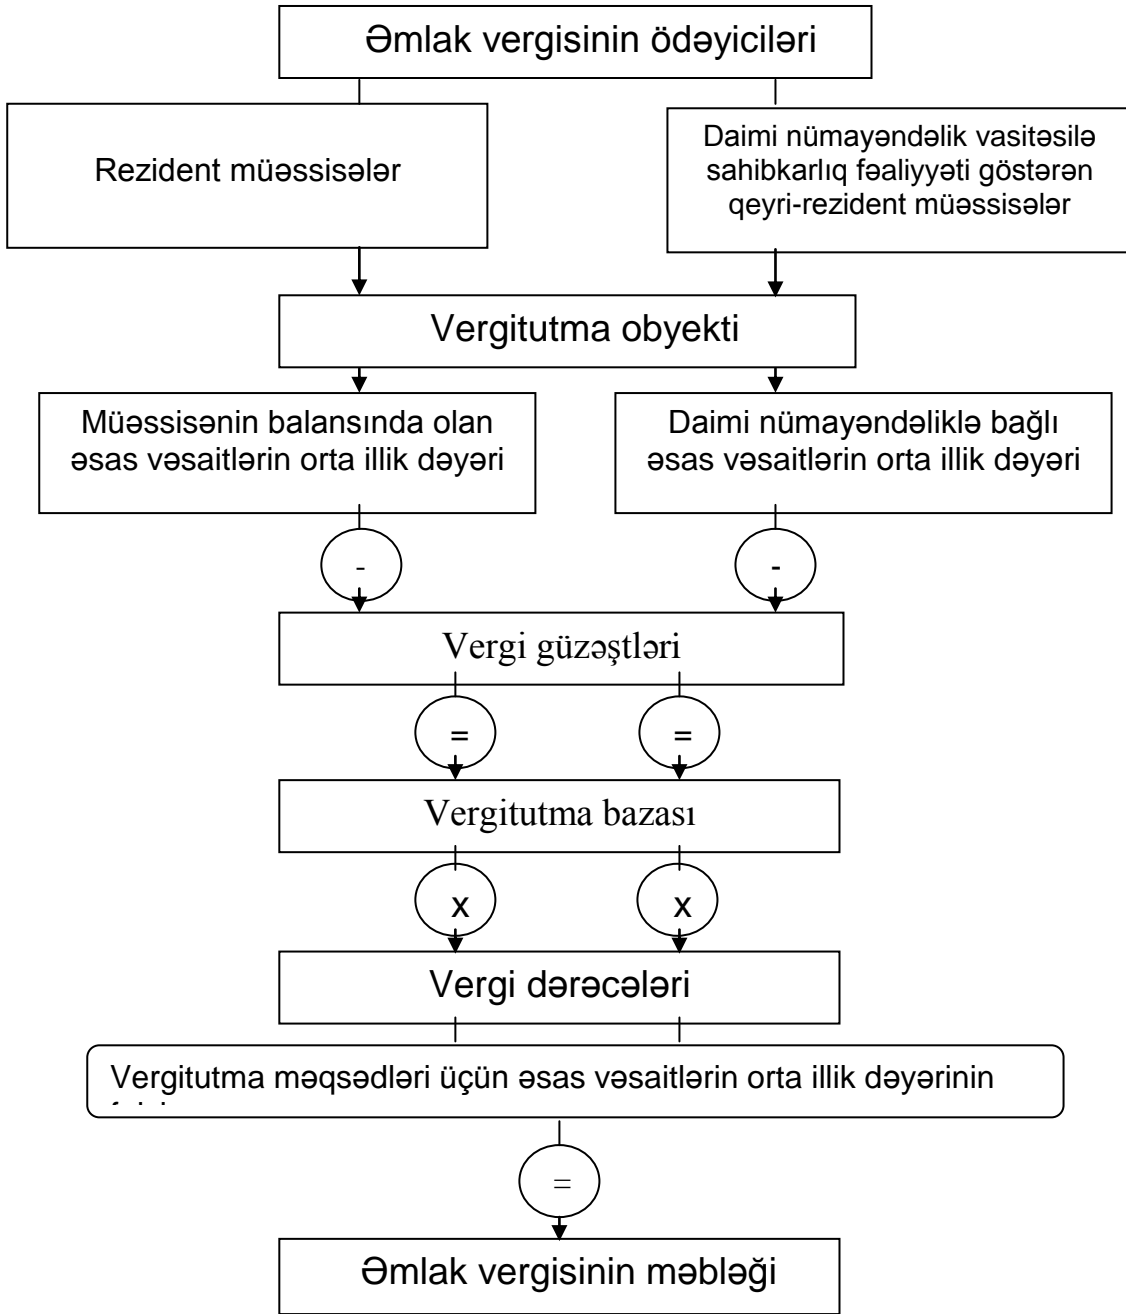 Əmlak vergisinin ödəyiciləri
Rezident müəssisələr
Daimi nümayəndəlik vasitəsilə
sahibkarlıq fəaliyyəti göstərən
qeyri-rezident müəssisələr
Vergitutma obyekti
Müəssisənin balansında olan
əsas vəsaitlərin orta illik dəyəri
Daimi nümayəndəliklə bağlı
əsas vəsaitlərin orta illik dəyəri
-
-
Vergi güzəştləri
=
=
Vergitutma bazası
x
x
Vergi dərəcələri
Vergitutma məqsədləri üçün əsas vəsaitlərin orta illik dəyərinin
=
Əmlak vergisinin məbləği